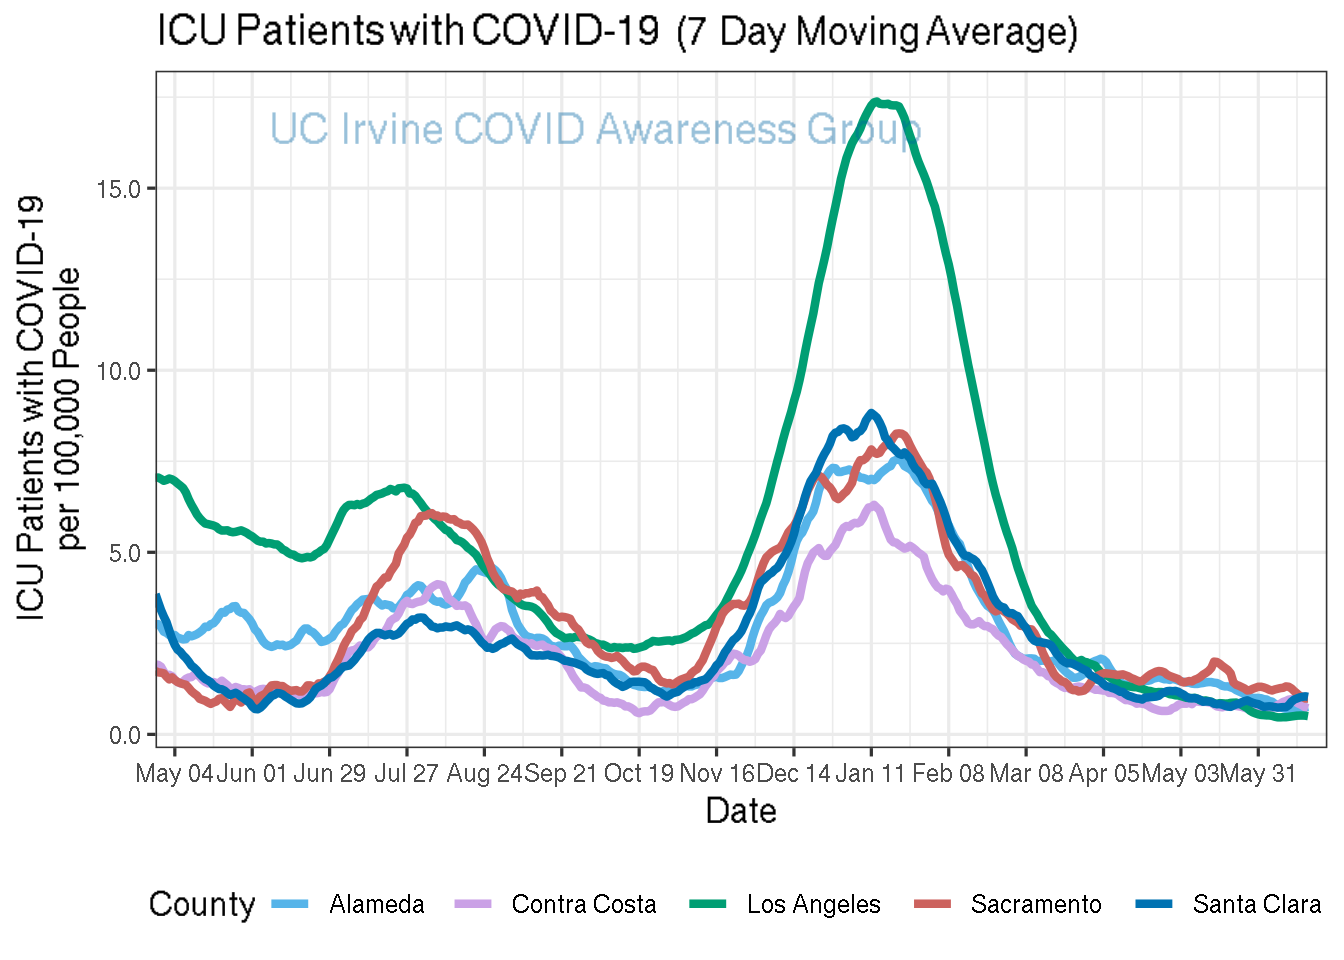 ICU Patients with COVID-19 (7 Day Moving Average)
UC Irvine COVID Awareness Group
ICU Patients with COVID-19
per 100,000 People
15.0
10.0
5.0
0.0
May 04 Jun 01 Jun 29 Jul 27 Aug 24 Sep 21 Oct 19 Nov 16 Dec 14 Jan 11 Feb 08 Mar 08 Apr 05 May 03 May 31
Date
County Alameda Contra Costa Los Angeles Sacramento Santa Clara